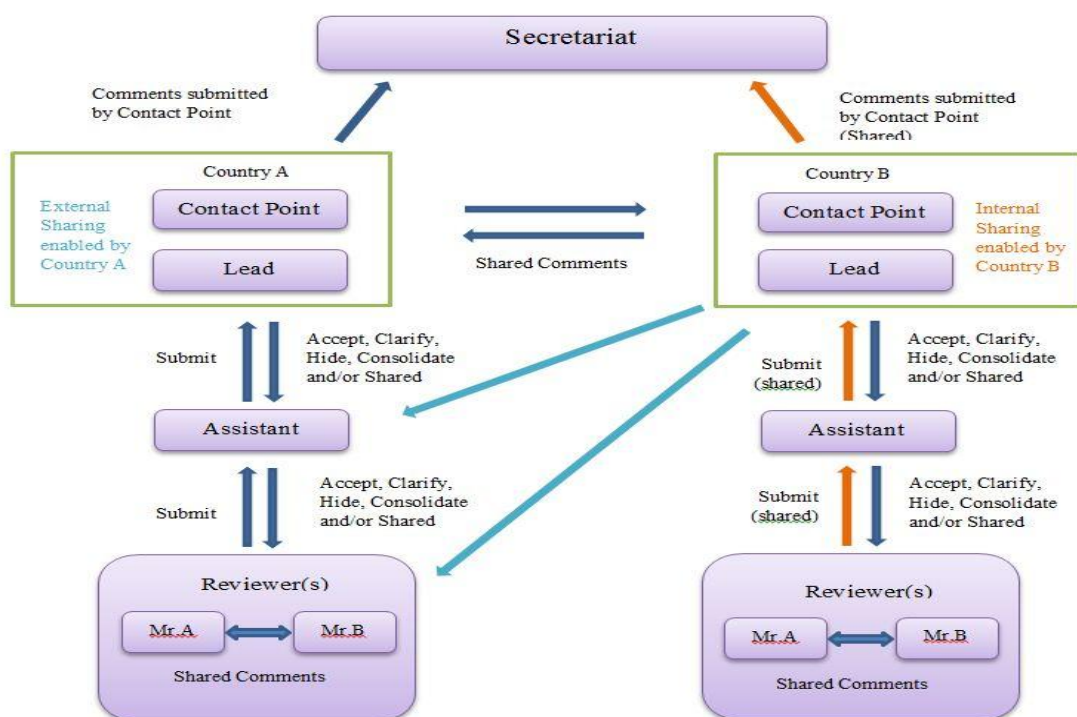 Secretariat
Comments submitted
by Contact Point
Comments submitted
by Contact Point
(Shared)
Country A
External
Sharing
enabled by
Country A
Contact Point
Lead
Shared Comments
Country B
Contact Point
Lead
Internal
Sharing
enabled by
Country B
Submit
Accept, Clarify,
Hide, Consolidate
and/or Shared
Submit
(shared)
Accept, Clarify,
Hide, Consolidate
and/or Shared
Assistant
Assistant
Submit
Accept, Clarify,
Hide, Consolidate
and/or Shared
Submit
(shared)
Accept, Clarify,
Hide, Consolidate
and/or Shared
Reviewer(s)
Mr.A
Mr.B
Shared Comments
Reviewer(s)
Mr.A
Mr.B
Shared Comments